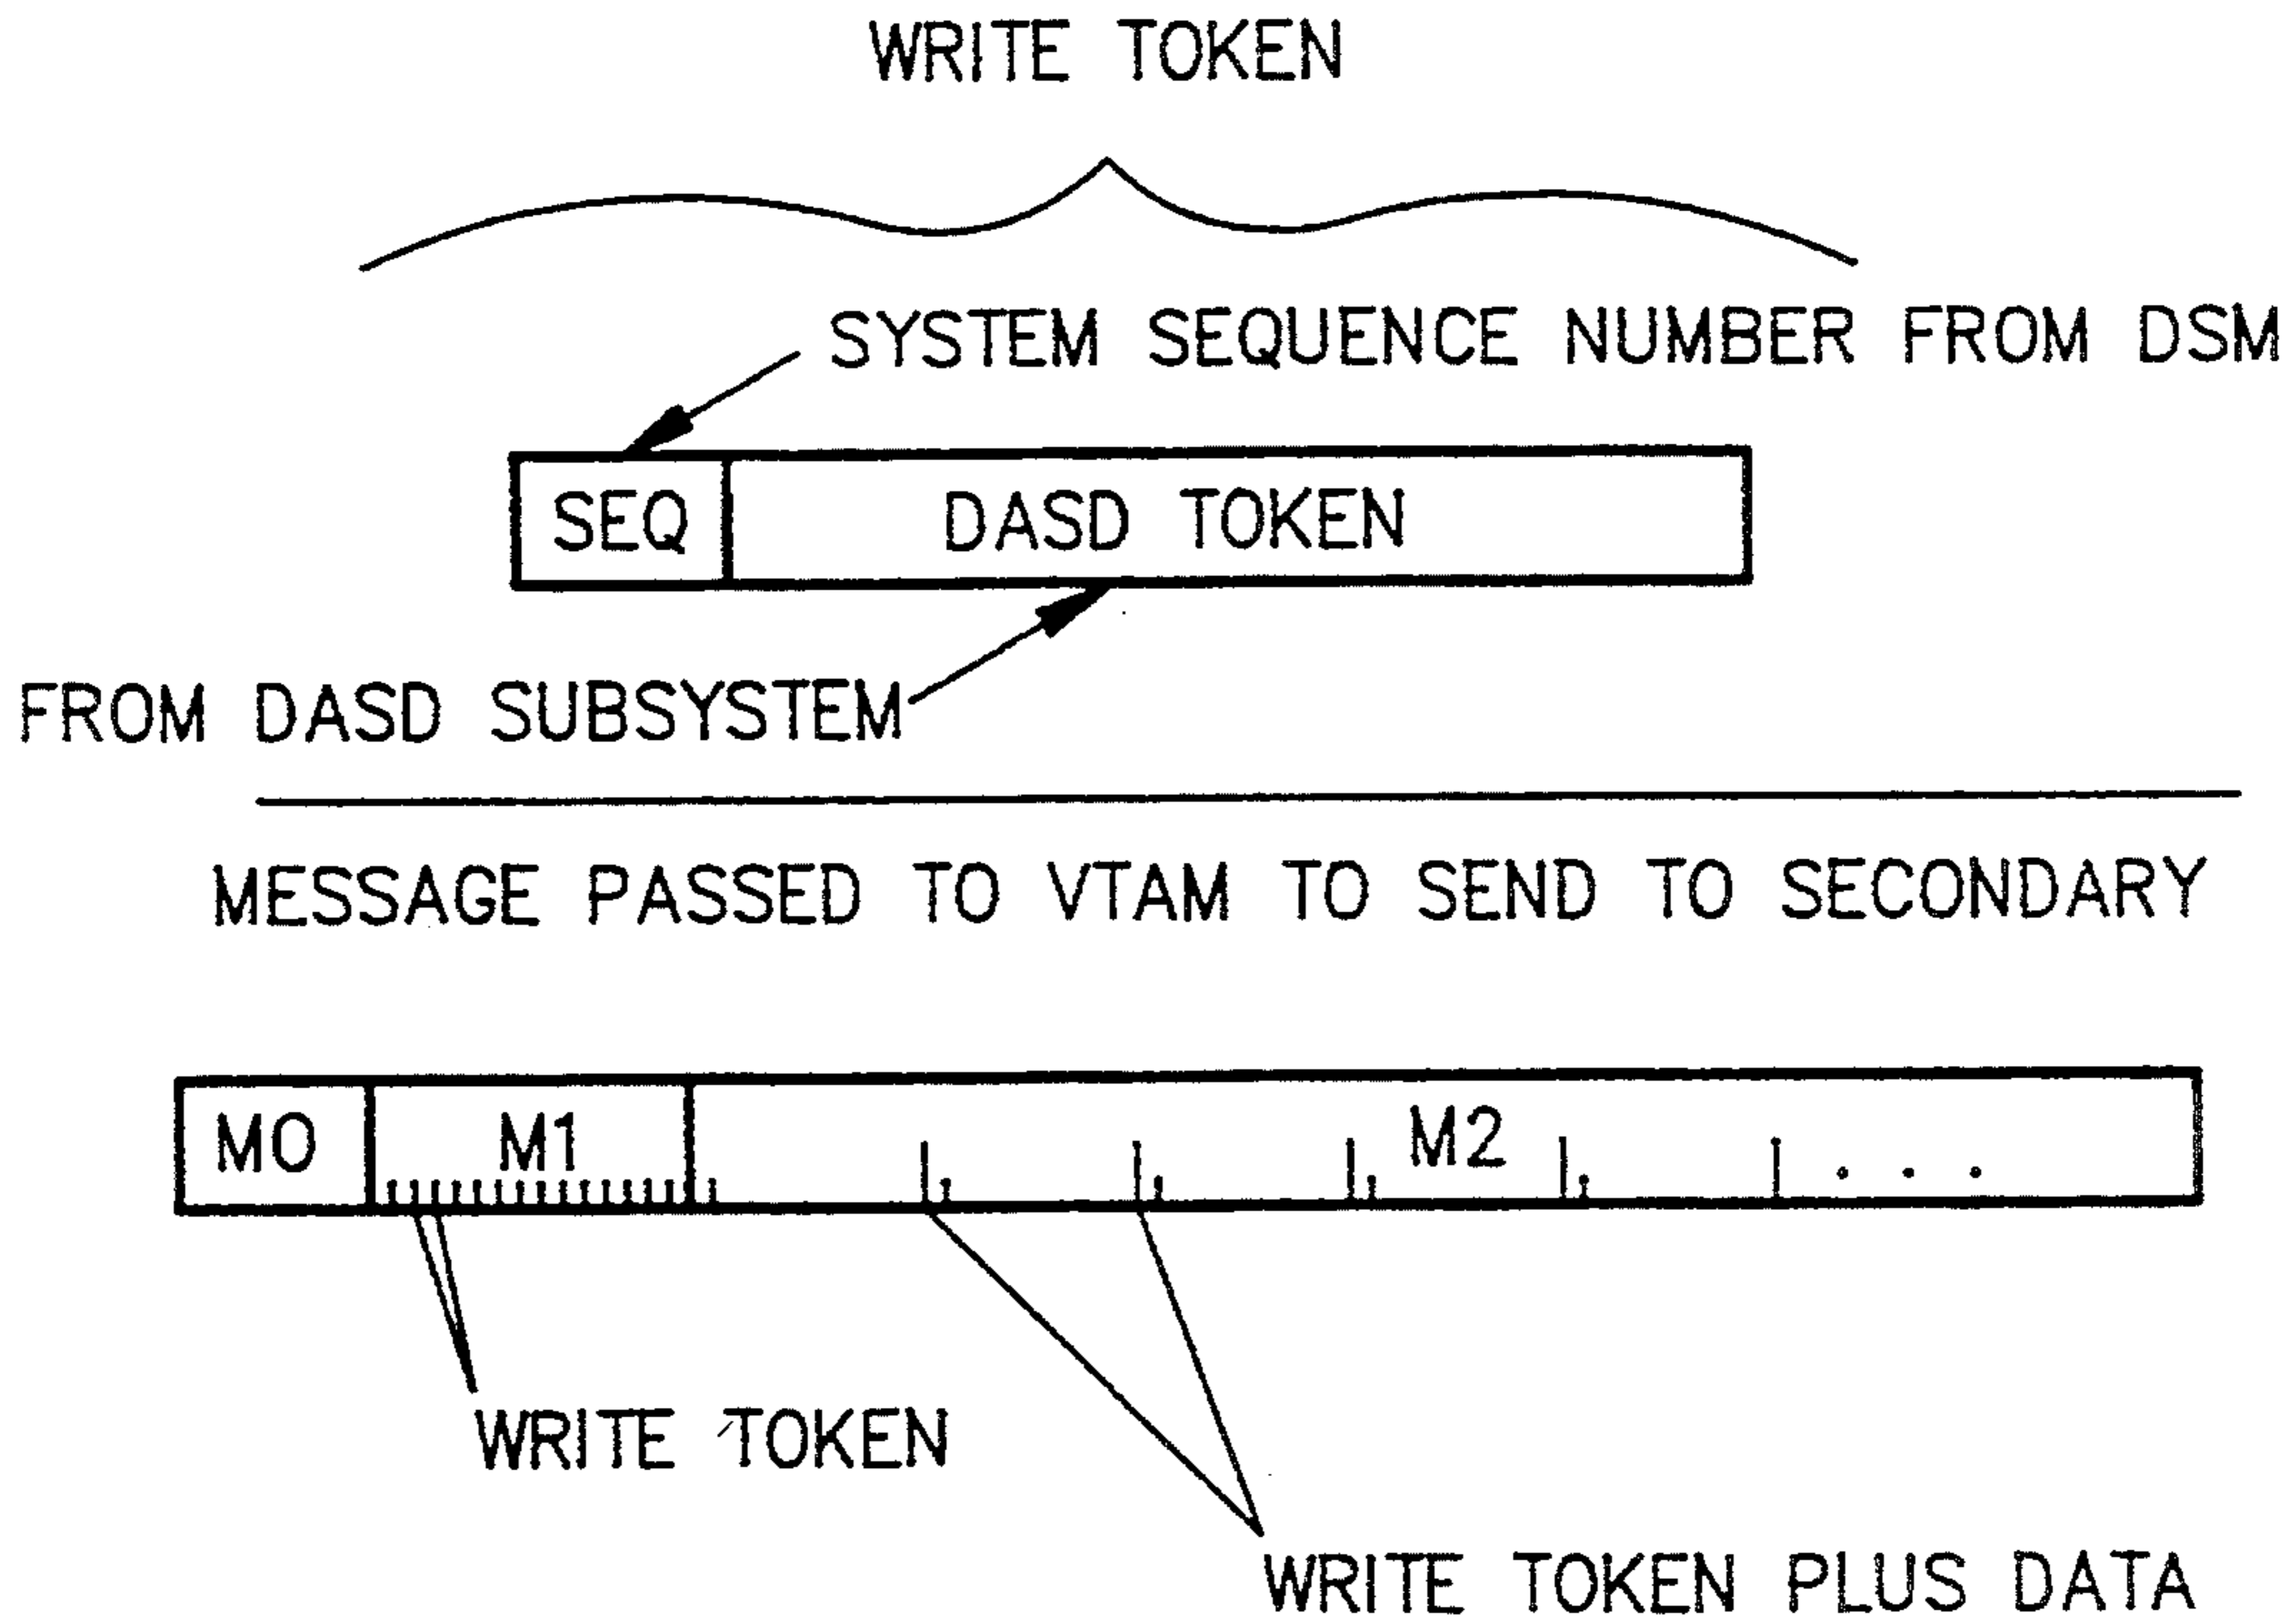 WRITE TOKEN
SYSTEM SEQUENCE NUMBER FROM DSM
SEQ
DASD TOKEN
FROM DASD SUBSYSTEM
MESSAGE PASSED TO VTAM TO SEND TO SECONDARY
M0
M1
M2
. . .
WRITE TOKEN
WRITE TOKEN PLUS DATA